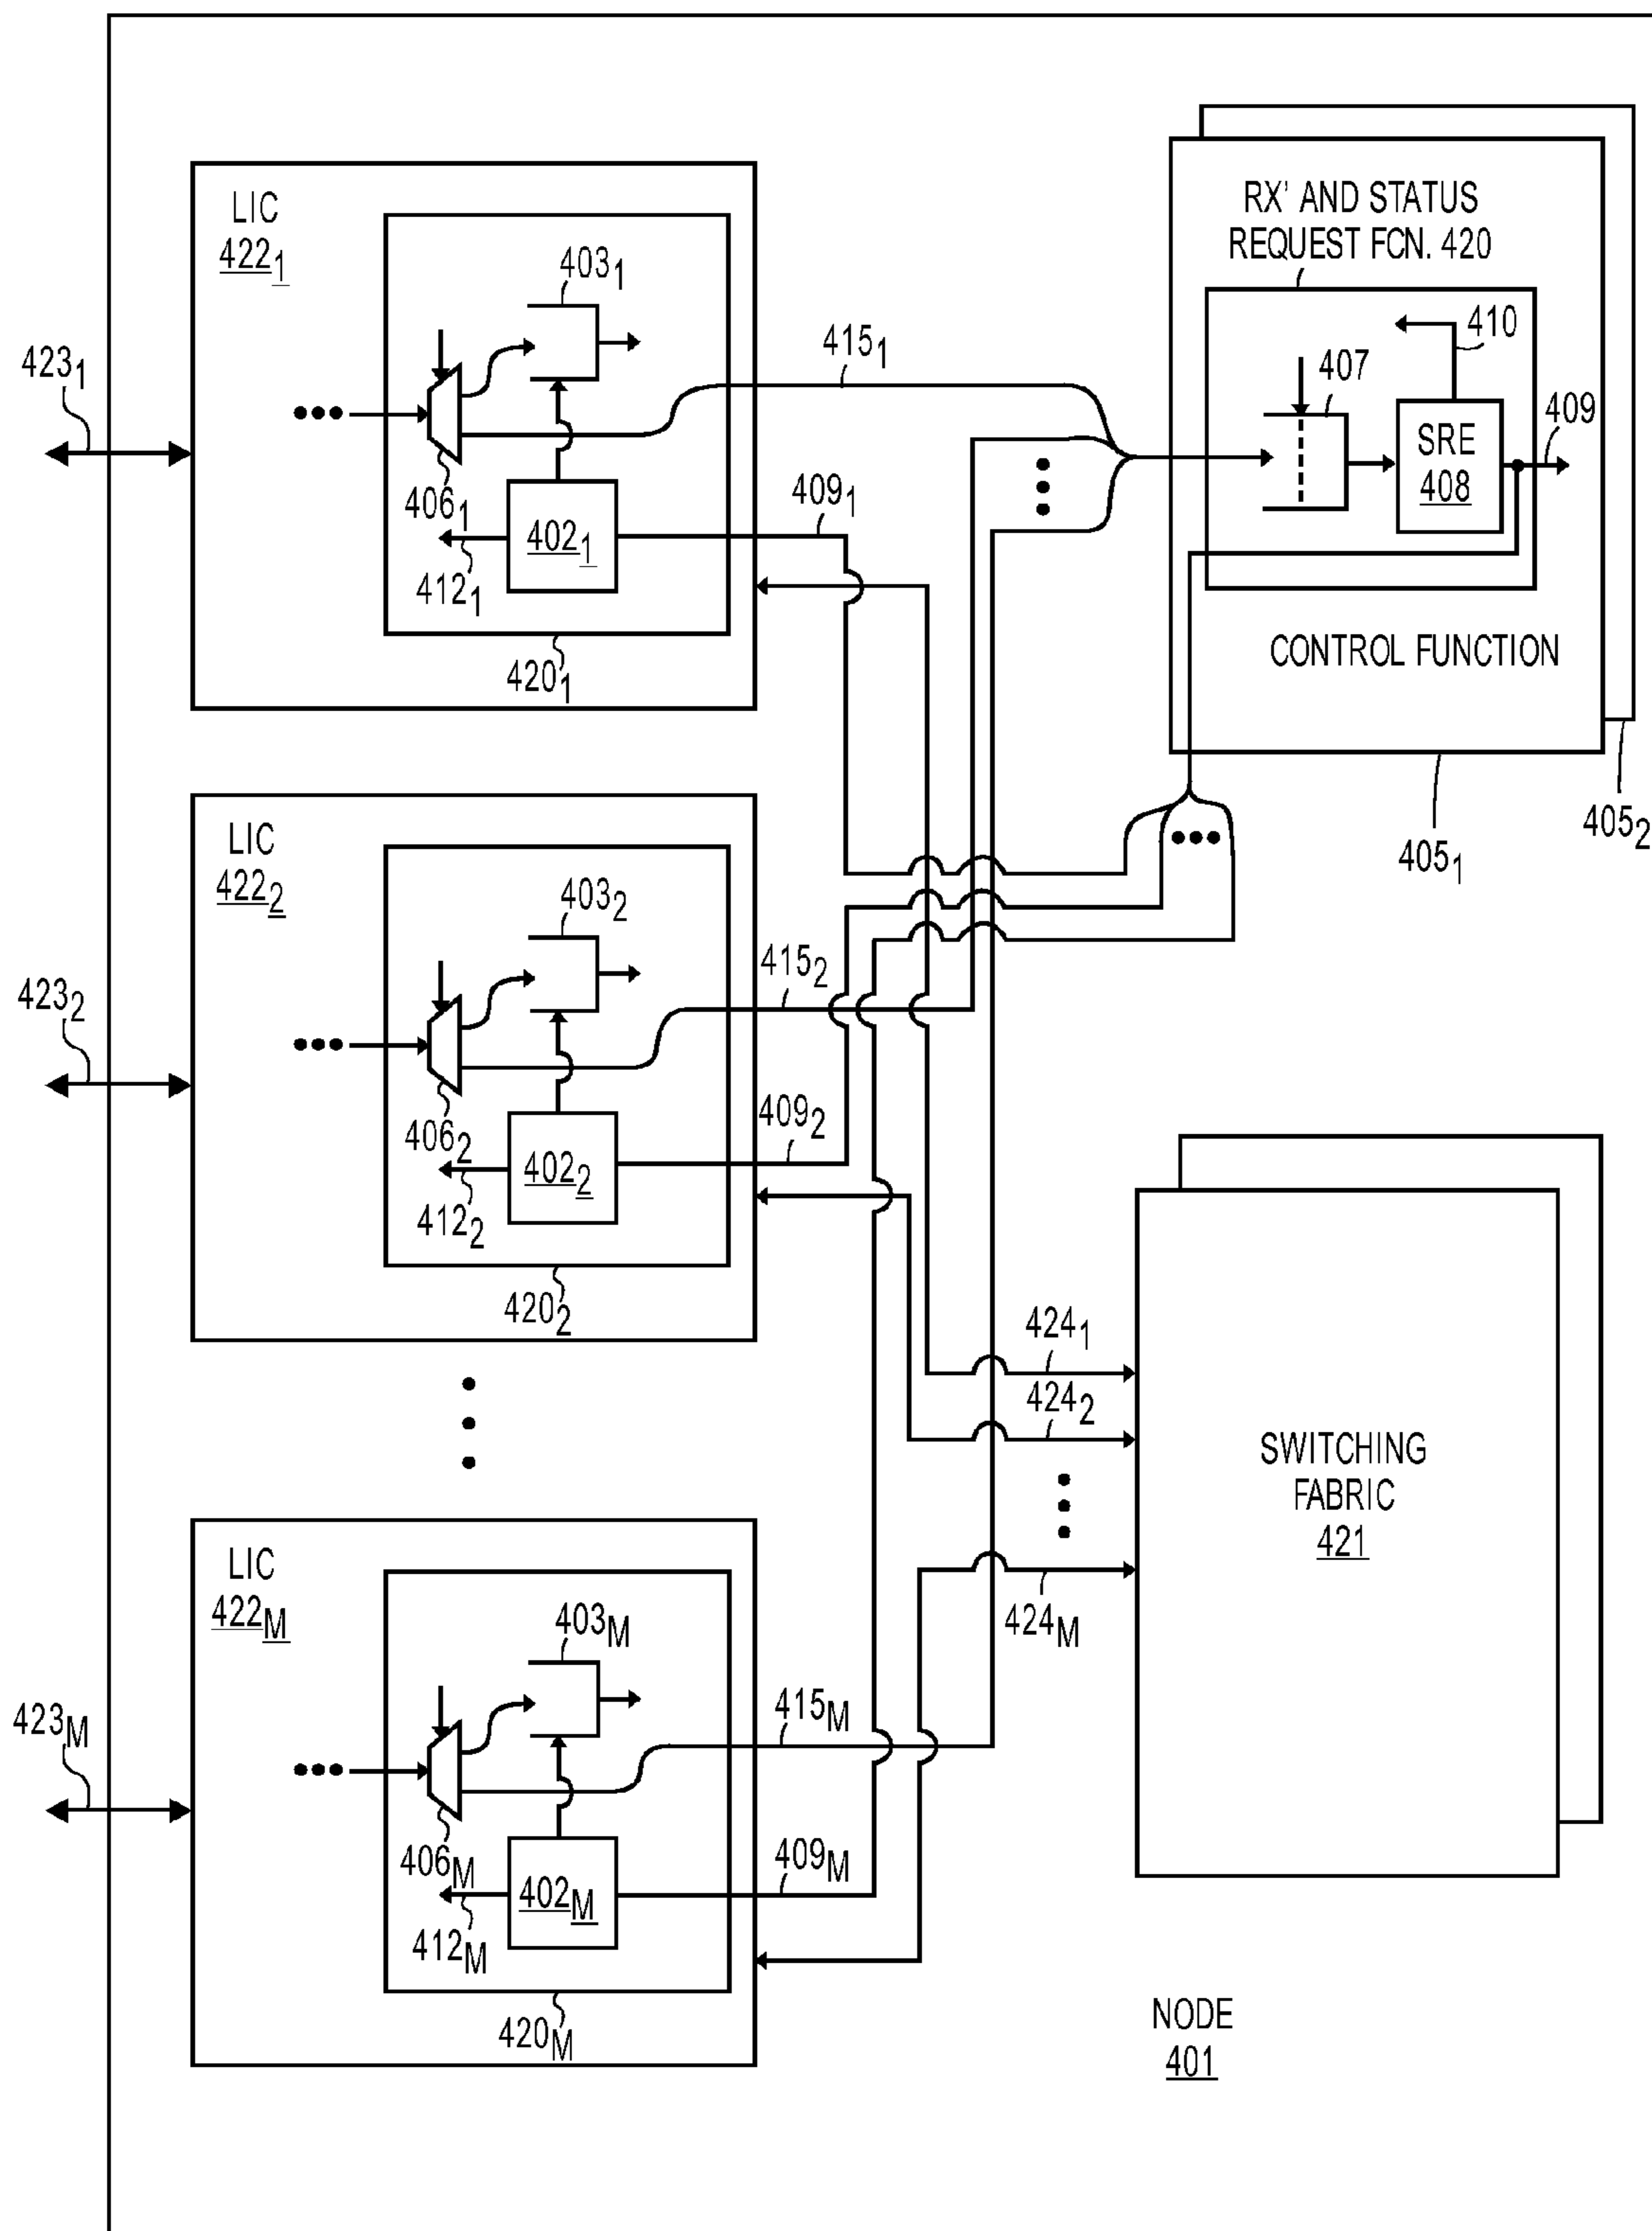 LIC
422₁
403₁
423₁
406₁
402₁
412₁
420₁
415₁
409₁
RX' AND STATUS
REQUEST FCN. 420
410
407
409
SRE
408
CONTROL FUNCTION
405₁
405₂
LIC
422₂
403₂
423₂
406₂
402₂
412₂
420₂
415₂
409₂
424₁
424₂
424M
SWITCHING
FABRIC
421
LIC
422M
403M
423M
406M
402M
412M
420M
415M
409M
NODE
401